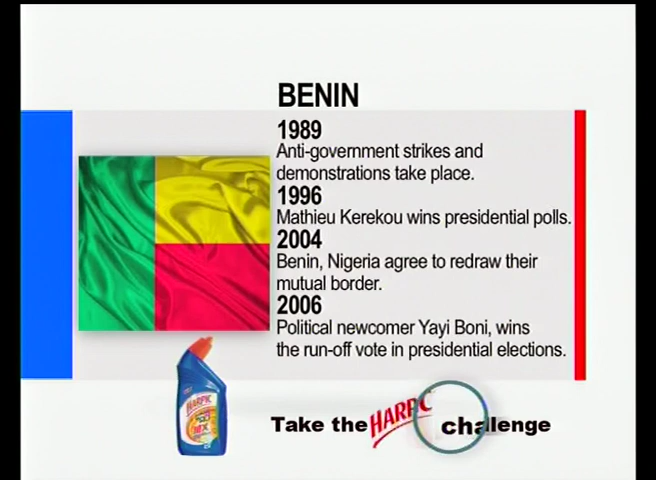 BENIN
1989
Anti-government strikes and
demonstrations take place.
1996
Mathieu Kerekou wins presidential polls.
2004
Benin, Nigeria agree to redraw their
mutual border.
2006
Political newcomer Yayi Boni, wins
the run-off vote in presidential elections.
HARPIC
10X
Take the HARPIC challenge